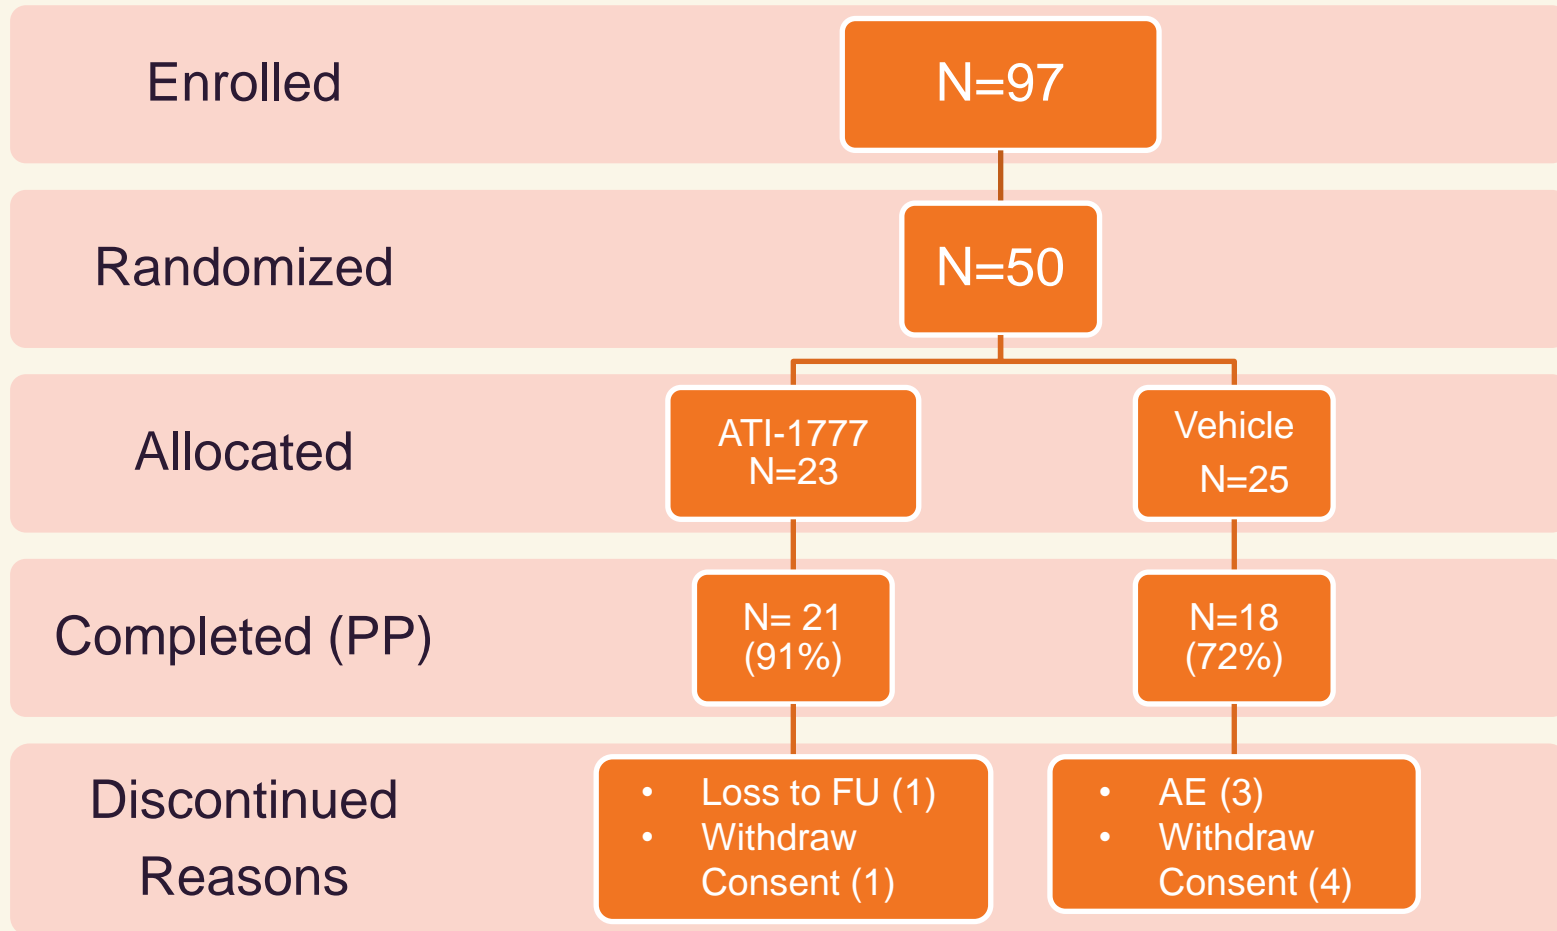 Enrolled
N=97
Randomized
N=50
Allocated
ATI-1777
N=23
Vehicle
N=25
Completed (PP)
N= 21
(91%)
N=18
(72%)
Discontinued
Reasons
• Loss to FU (1)
• Withdraw
Consent (1)
• AE (3)
• Withdraw
Consent (4)